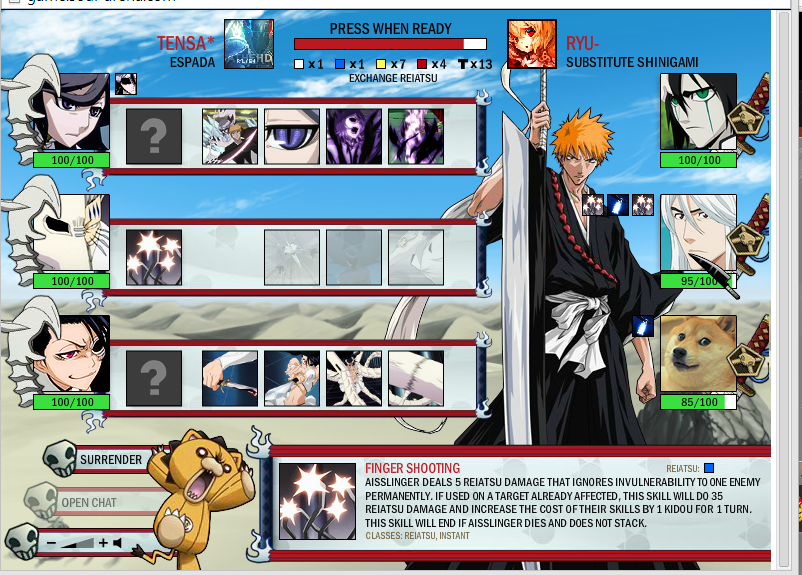 TENSA*
ESPADA
PRESS WHEN READY
x1 x1 x7 x4 T x13
EXCHANGE REIATSU
RYU-
SUBSTITUTE SHINIGAMI
100/100
?
100/100
100/100
95/100
100/100
?
85/100
SURRENDER
OPEN CHAT
− +
FINGER SHOOTING
REIATSU:
AISSLINGER DEALS 5 REIATSU DAMAGE THAT IGNORES INVULNERABILITY TO ONE ENEMY
PERMANENTLY. IF USED ON A TARGET ALREADY AFFECTED, THIS SKILL WILL DO 35
REIATSU DAMAGE AND INCREASE THE COST OF THEIR SKILLS BY 1 KIDOU FOR 1 TURN.
THIS SKILL WILL END IF AISSLINGER DIES AND DOES NOT STACK.
CLASSES: REIATSU, INSTANT